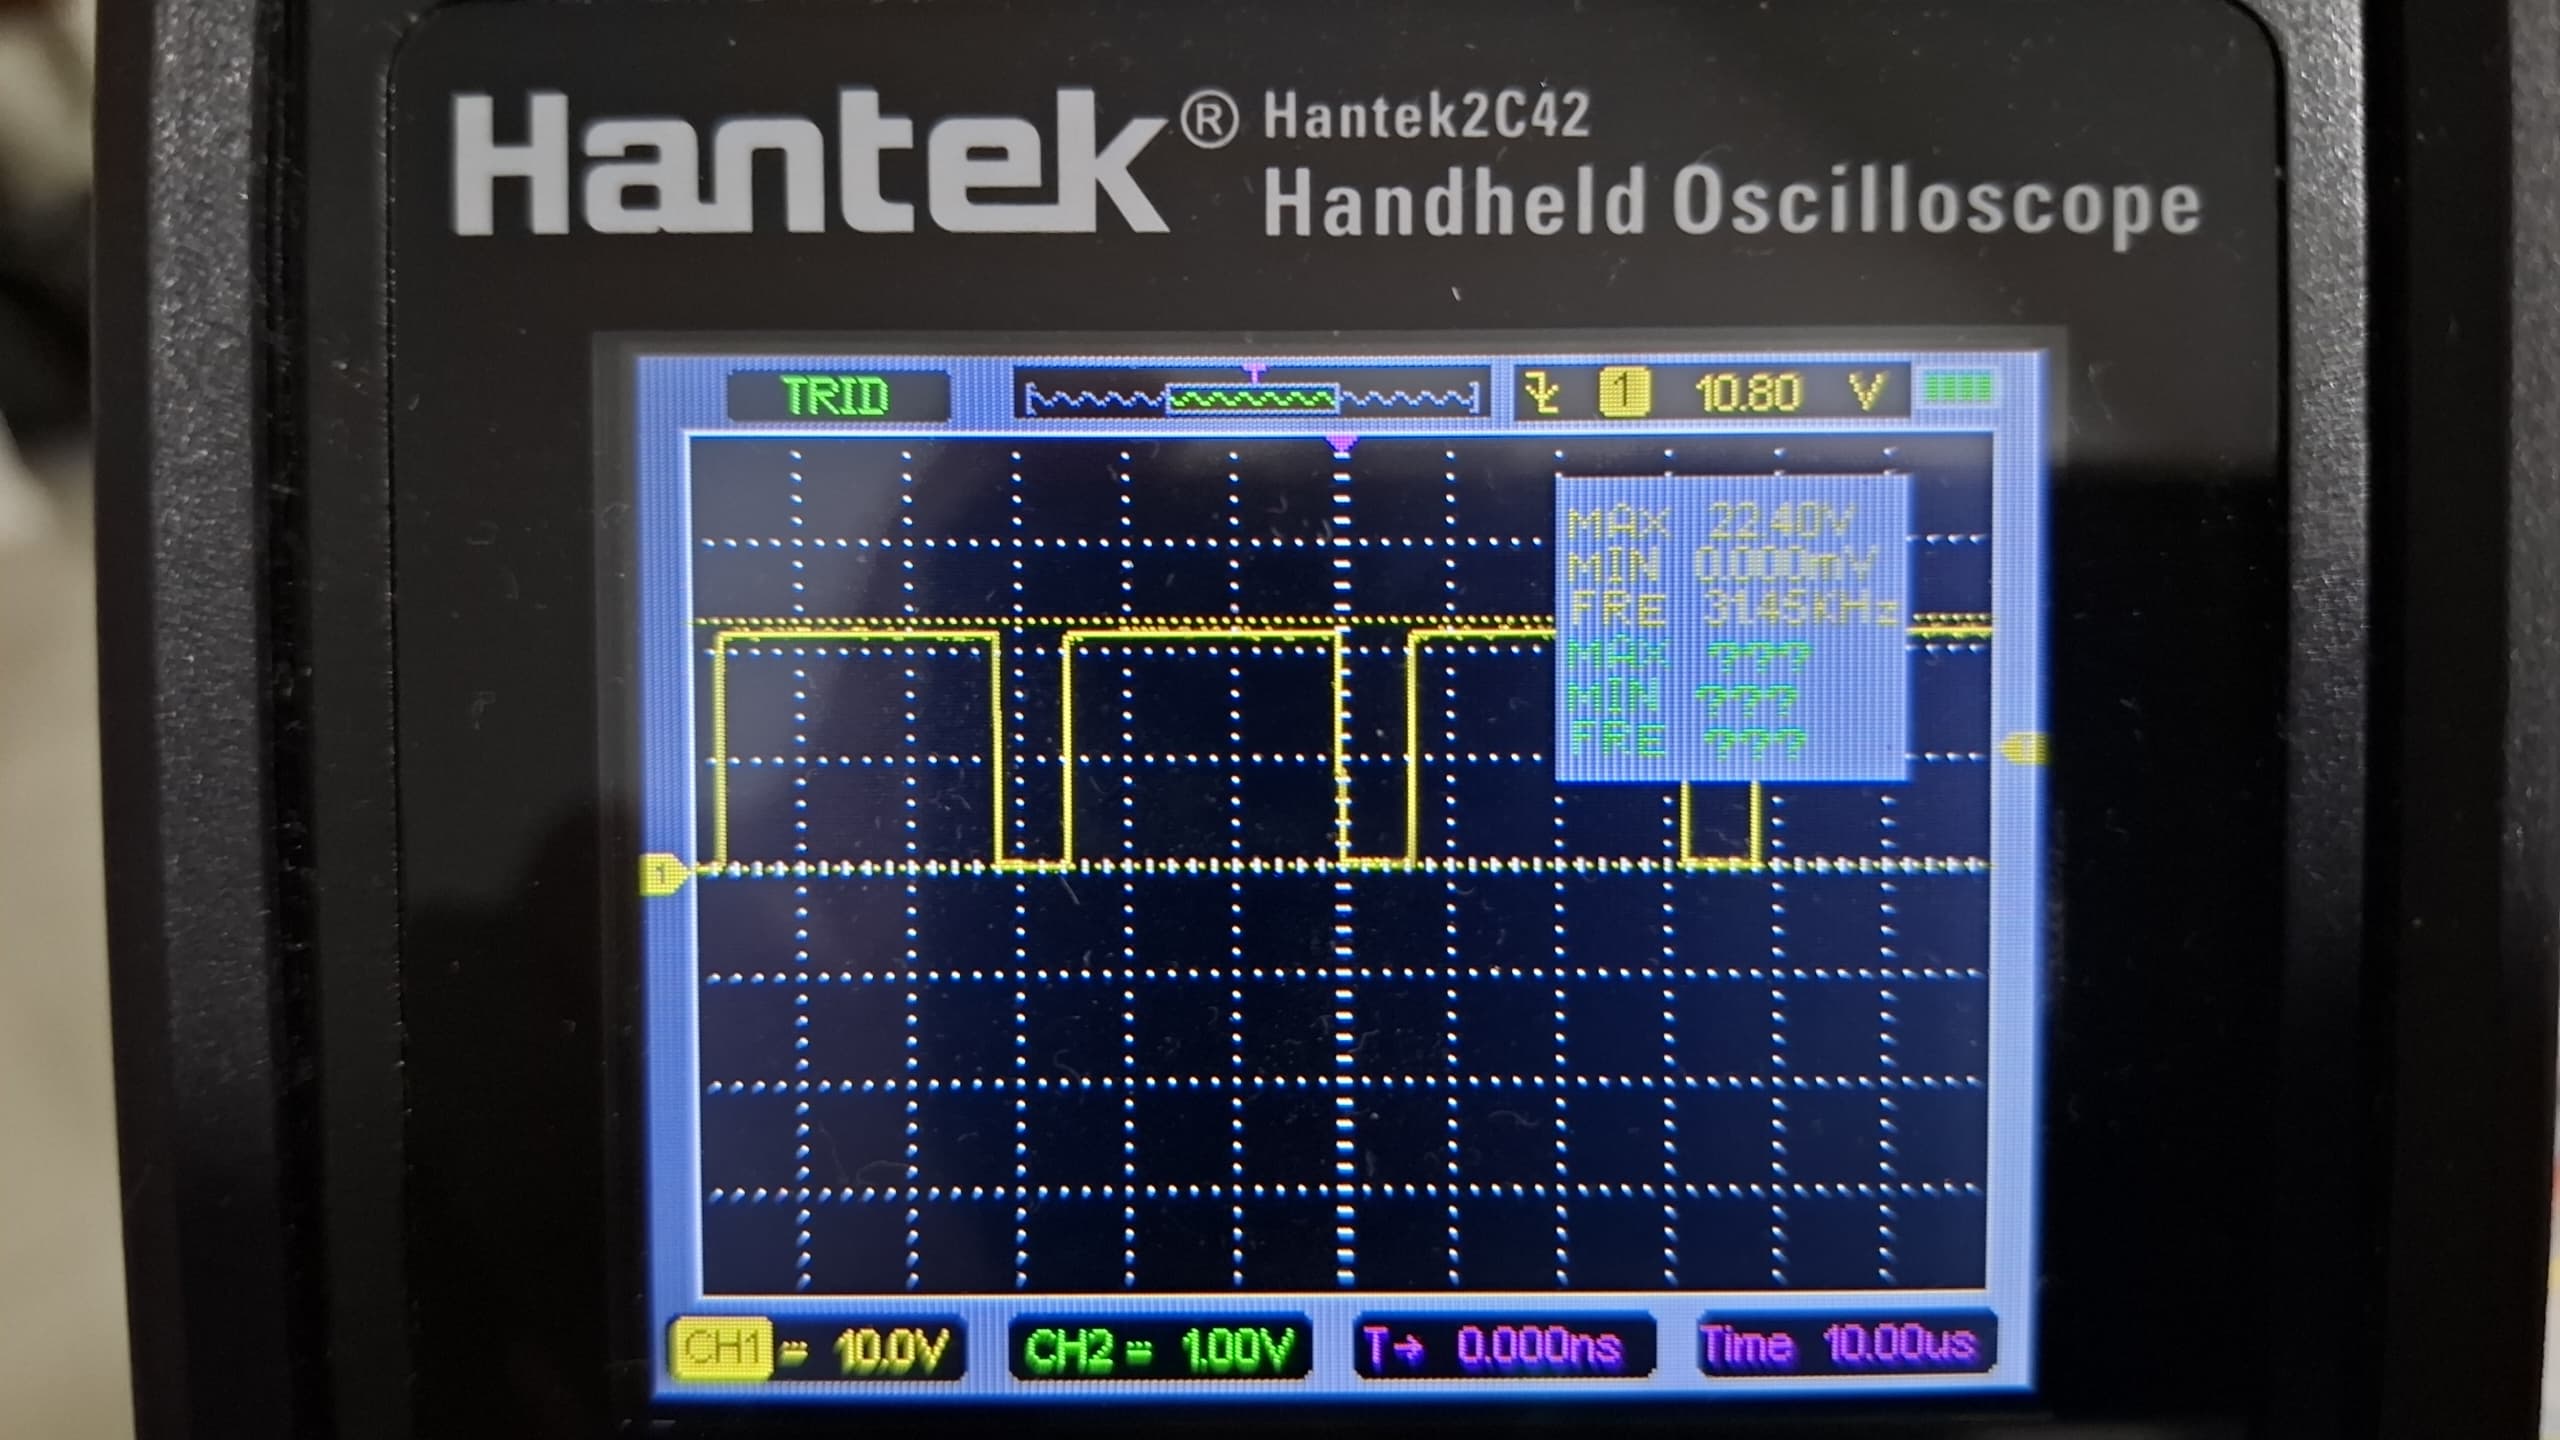 Hantek® Hantek2C42
Handheld Oscilloscope
TRID
T
1 10.80 V
MAX 22.40V
MIN 0.000mV
FRE 31.45KHz
MAX ???
MIN ???
FRE ???
1
CH1 10.0V
CH2 1.00V
T→ 0.000ns
Time 10.00us